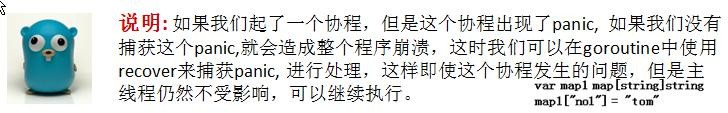 说明: 如果我们起了一个协程，但是这个协程出现了panic, 如果我们没有
捕获这个panic,就会造成整个程序崩溃，这时我们可以在goroutine中使用
recover来捕获panic, 进行处理，这样即使这个协程发生的问题，但是主
线程仍然不受影响，可以继续执行。
var map1 map[string]string
map1["no1"] = "tom"